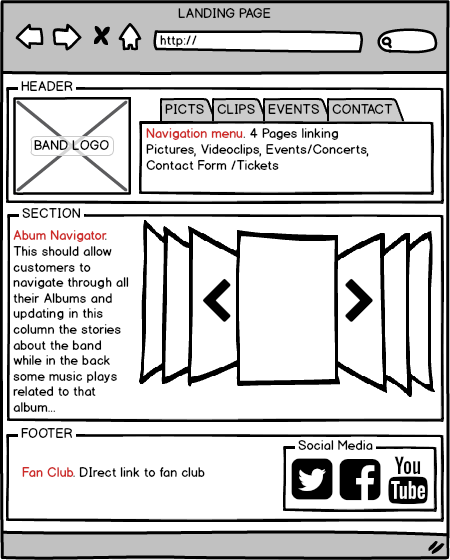 LANDING PAGE
http://
HEADER
BAND LOGO
PICTS CLIPS EVENTS CONTACT
Navigation menu. 4 Pages linking
Pictures, Videoclips, Events/Concerts,
Contact Form /Tickets
SECTION
Abum Navigator.
This should allow
customers to
navigate through all
their Albums and
updating in this
column the stories
about the band
while in the back
some music plays
related to that
album...
FOOTER
Fan Club. DIrect link to fan club
Social Media
You
Tube